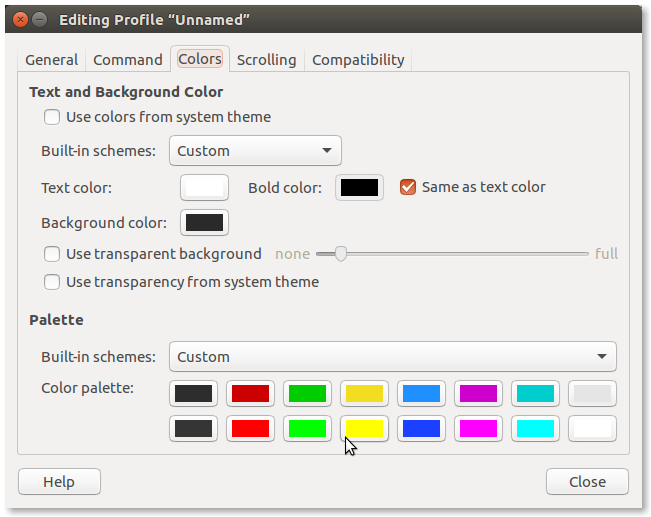 Editing Profile “Unnamed”
General Command Colors Scrolling Compatibility
Text and Background Color
Use colors from system theme
Built-in schemes: Custom
Text color: Bold color: Same as text color
Background color:
Use transparent background none full
Use transparency from system theme
Palette
Built-in schemes: Custom
Color palette:
Help Close